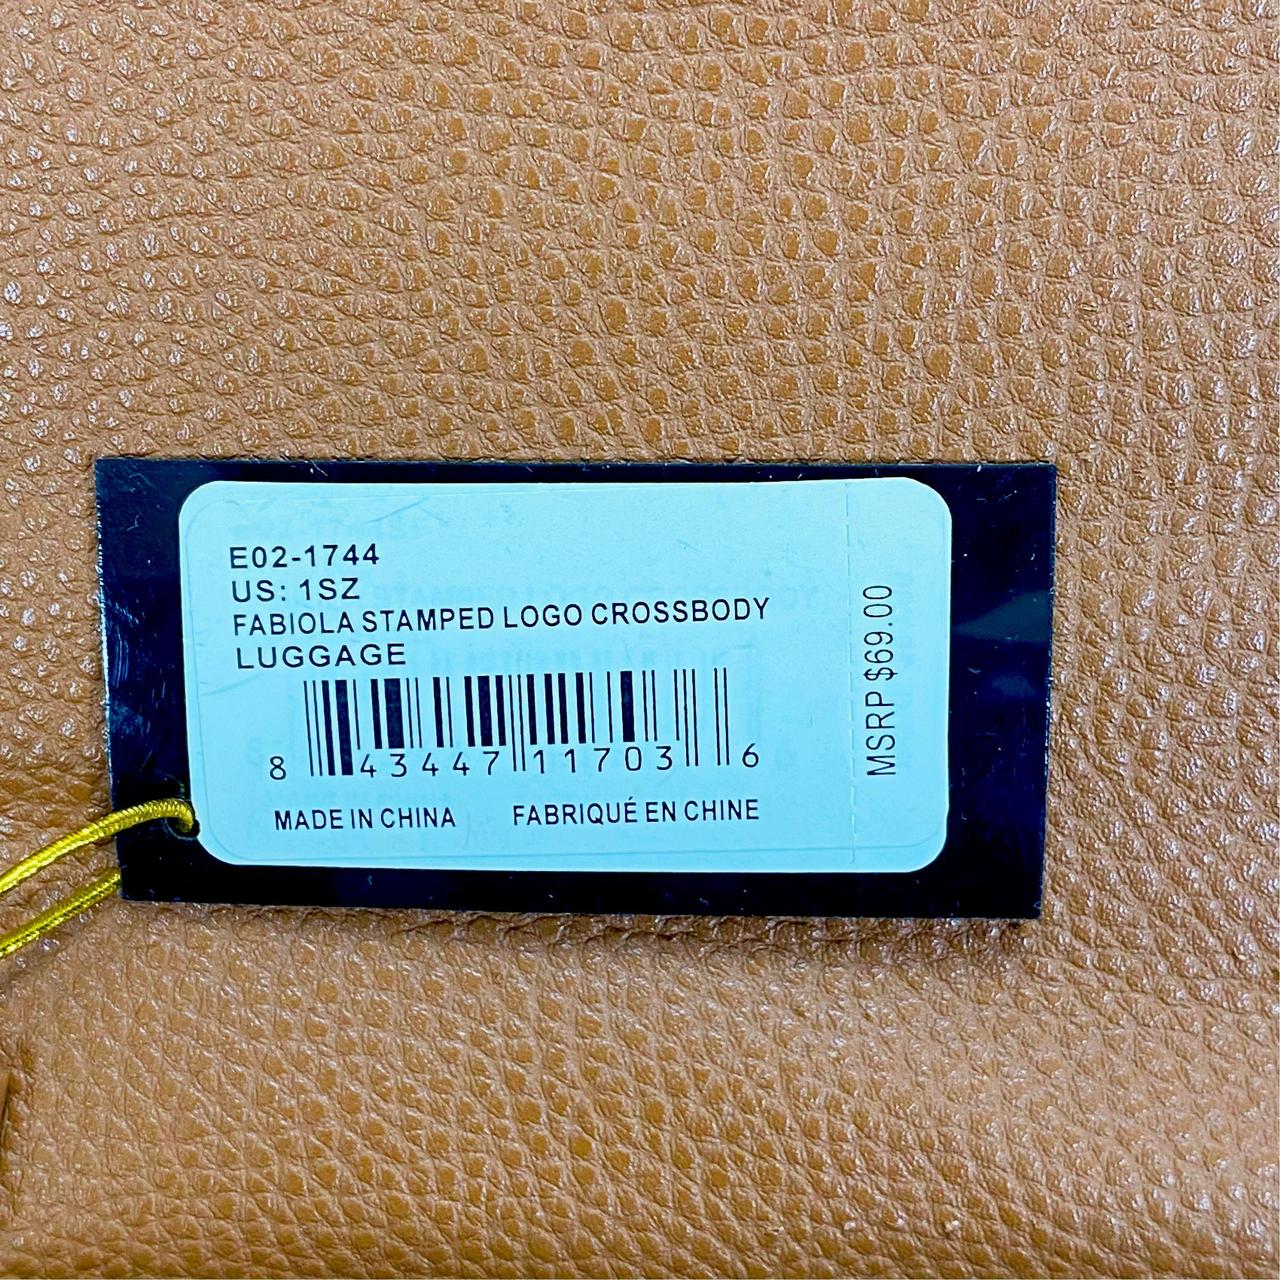 E02-1744
US: 1SZ
FABIOLA STAMPED LOGO CROSSBODY
LUGGAGE
8 43447 11703 6
MADE IN CHINA FABRIQUÉ EN CHINE
MSRP $69.00